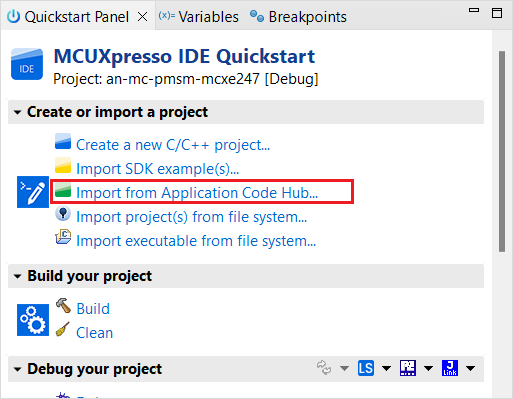 Quickstart Panel (x)= Variables Breakpoints
IDE
MCUXpresso IDE Quickstart
Project: an-mc-pmsm-mcxe247 [Debug]
Create or import a project
Create a new C/C++ project...
Import SDK example(s)...
Import from Application Code Hub...
Import project(s) from file system...
Import executable from file system...
Build your project
Build
Clean
Debug your project LS J Link